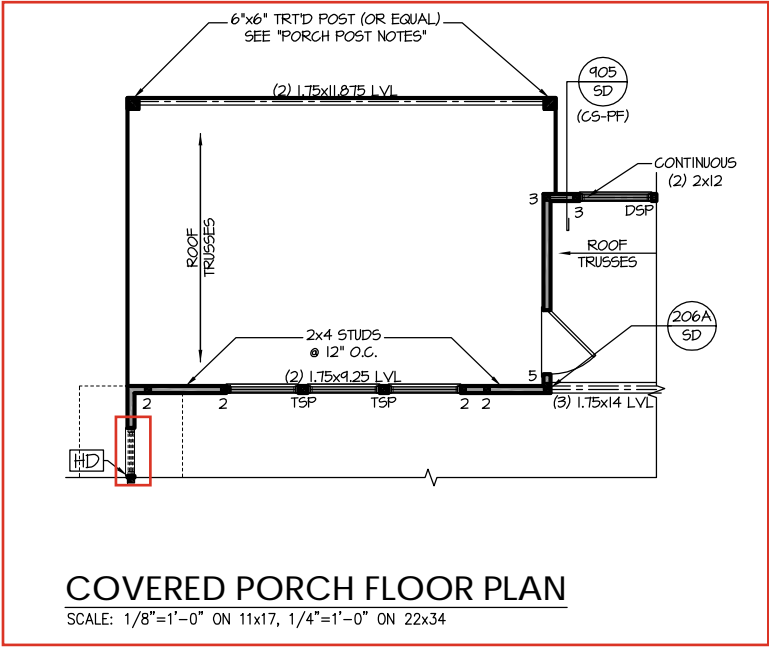 6"x6" TRT'D POST (OR EQUAL)
SEE "PORCH POST NOTES"
(2) 1.75x11.875 LVL
905
SD
(CS-PF)
CONTINUOUS
(2) 2x12
3
3
DSP
ROOF
TRUSSES
ROOF
TRUSSES
206A
SD
2x4 STUDS
@ 12" O.C.
(2) 1.75x9.25 LVL
5
2
2
TSP
TSP
2
2
(3) 1.75x14 LVL
HD
COVERED PORCH FLOOR PLAN
SCALE: 1/8"=1'-0" ON 11x17, 1/4"=1'-0" ON 22x34